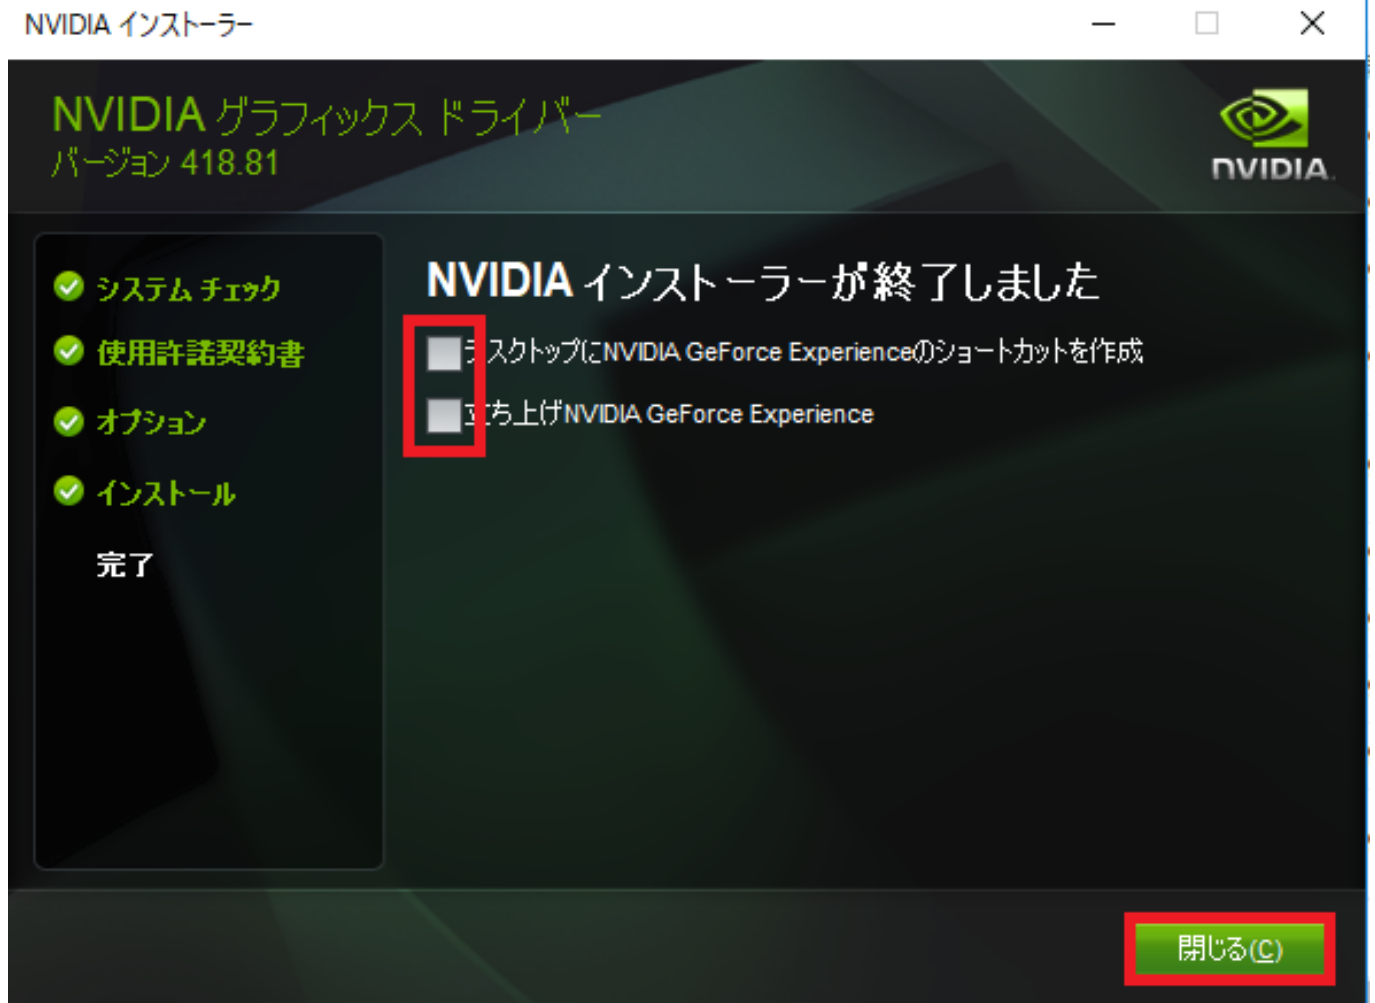 NVIDIA インストーラー
NVIDIA グラフィックス ドライバー
バージョン 418.81
NVIDIA.
システム チェック
使用許諾契約書
オプション
インストール
完了
NVIDIA インストーラーが終了しました
デスクトップにNVIDIA GeForce Experienceのショートカットを作成
立ち上げNVIDIA GeForce Experience
閉じる(C)